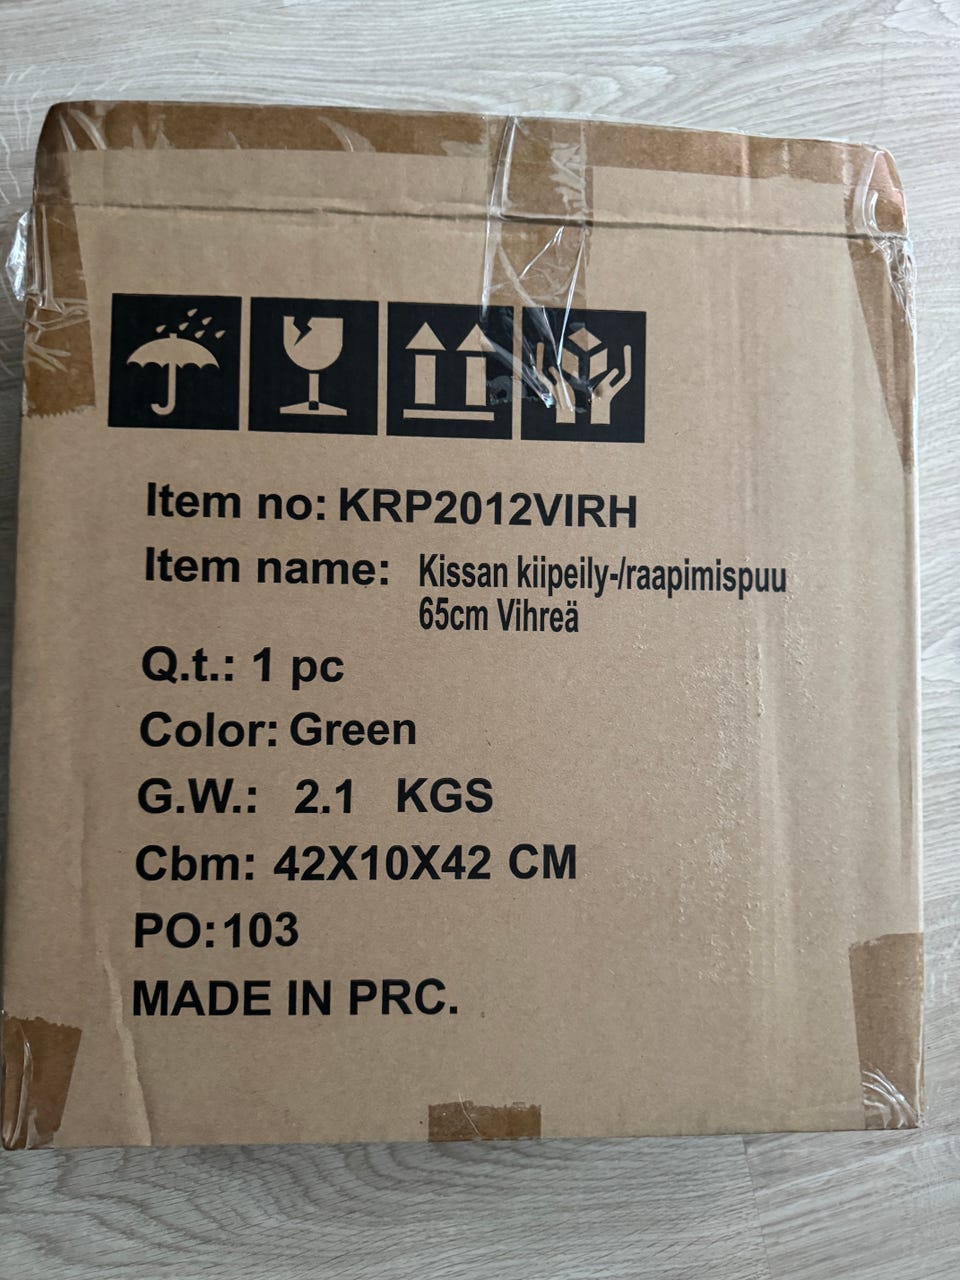 Item no: KRP2012VIRH
Item name: Kissan kiipeily-/raapimispuu
65cm Vihreä
Q.t.: 1 pc
Color: Green
G.W.: 2.1 KGS
Cbm: 42X10X42 CM
PO:103
MADE IN PRC.